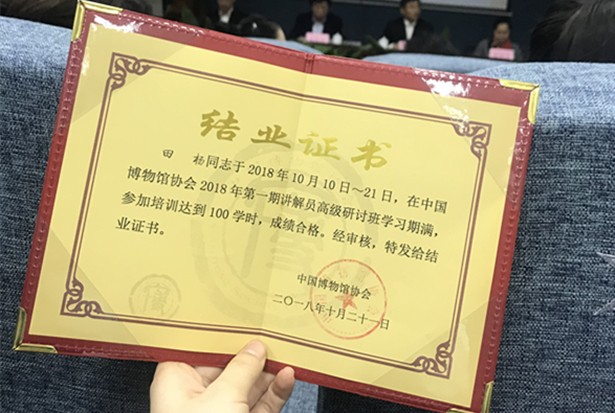 结业证书
田 杨同志于2018年10月10日～21日，在中国
博物馆协会2018年第一期讲解员高级研讨班学习期满，
参加培训达到100学时，成绩合格。经审核，特发给结
业证书。
中国博物馆协会
二〇一八年十月二十一日